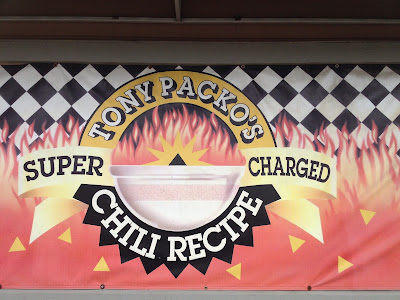 TONY PACKO'S
SUPER CHARGED
CHILI RECIPE